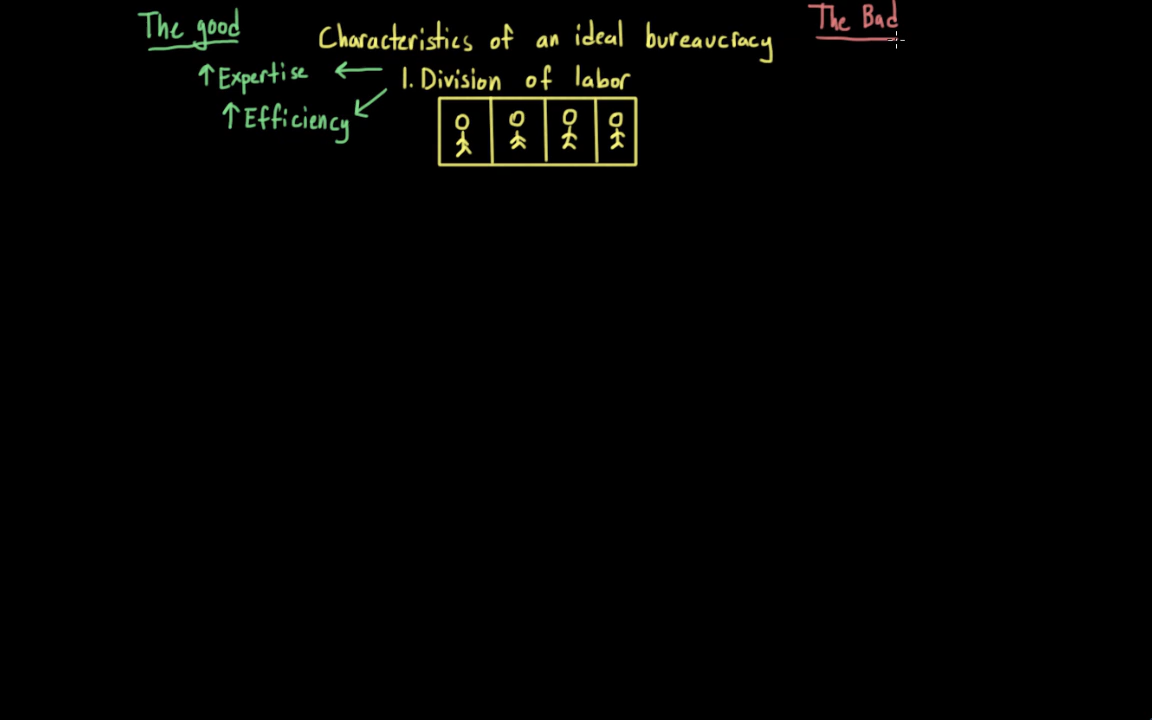 The good
Characteristics of an ideal bureaucracy
The Bad
↑Expertise
1. Division of labor
↑Efficiency